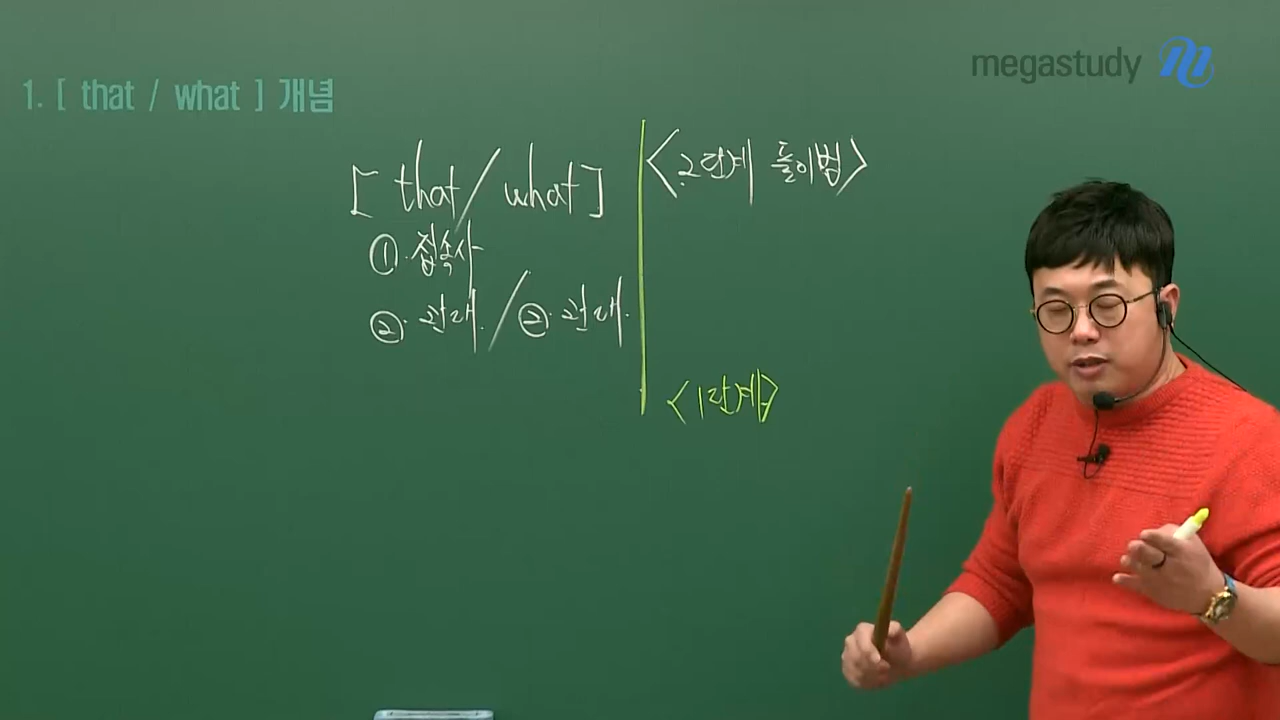 megastudy
1. [ that / what ] 개념
[ that / what ]
① 접속사
② 관대. / ② 관대.
<2단계 풀이법>
<1단계>